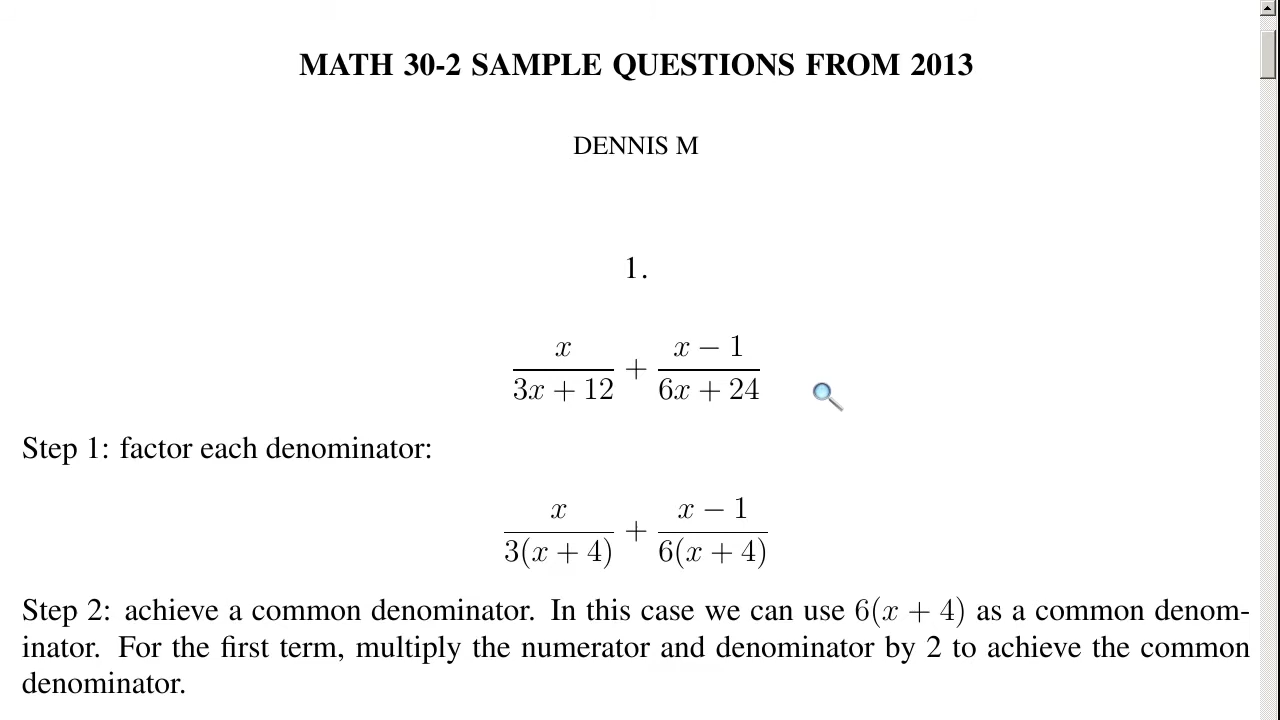 MATH 30-2 SAMPLE QUESTIONS FROM 2013
DENNIS M
1.
x/(3x + 12) + (x − 1)/(6x + 24)
Step 1: factor each denominator:
x/(3(x + 4)) + (x − 1)/(6(x + 4))
Step 2: achieve a common denominator. In this case we can use 6(x + 4) as a common denom-
inator. For the first term, multiply the numerator and denominator by 2 to achieve the common
denominator.